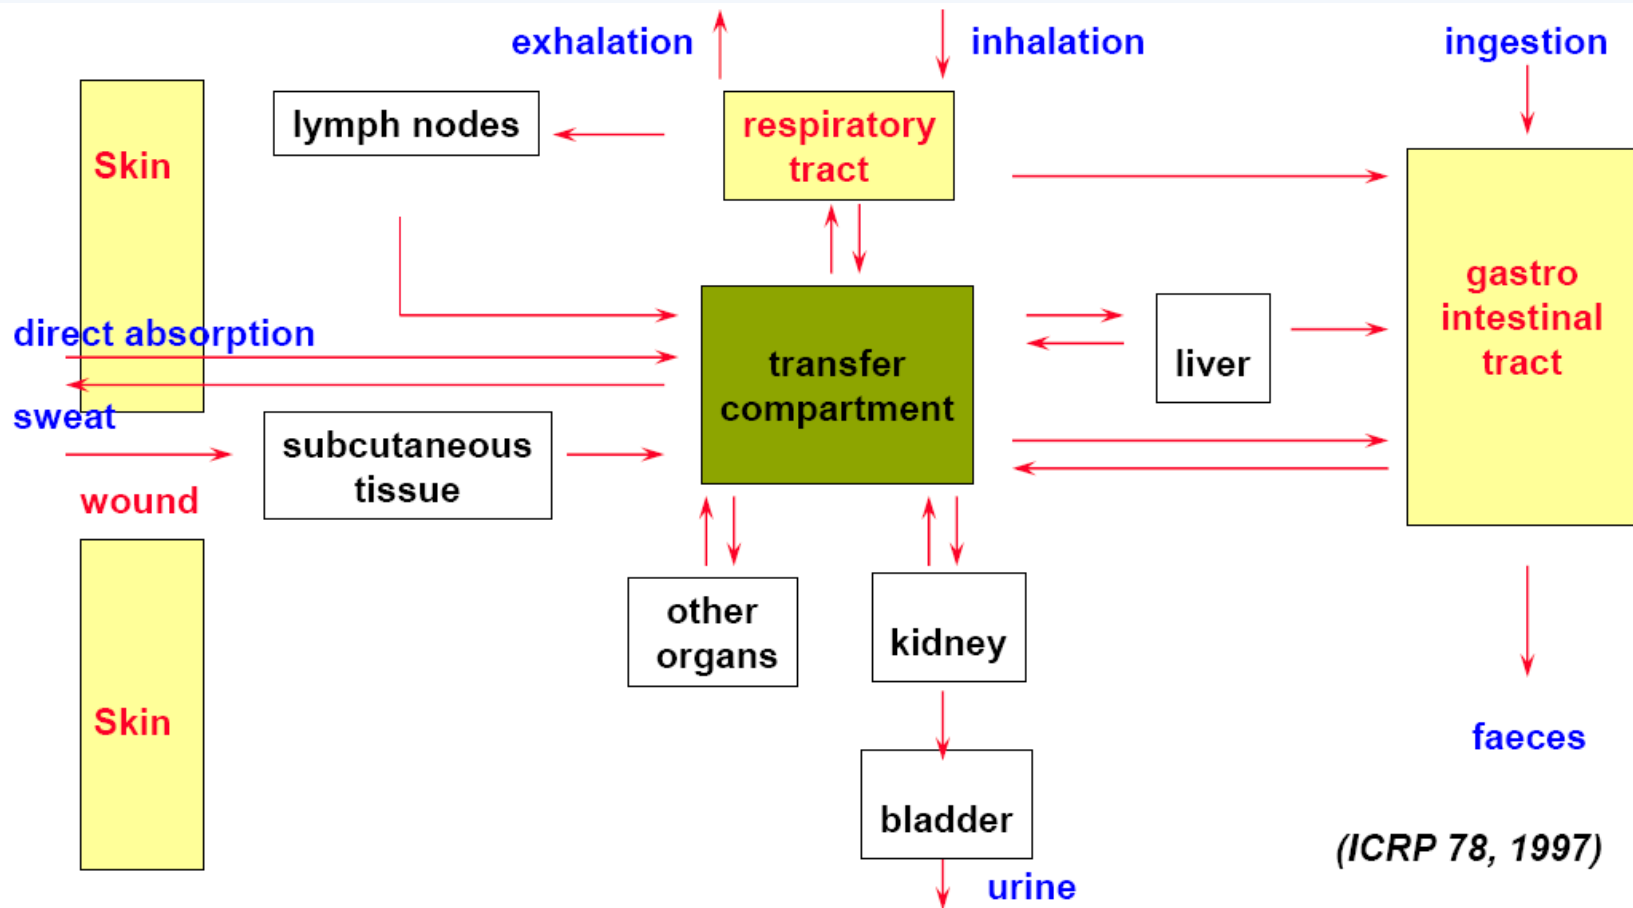 exhalation
inhalation
ingestion
lymph nodes
respiratory
tract
Skin
gastro
intestinal
tract
direct absorption
transfer
compartment
liver
sweat
subcutaneous
tissue
wound
other
organs
kidney
Skin
faeces
bladder
(ICRP 78, 1997)
urine